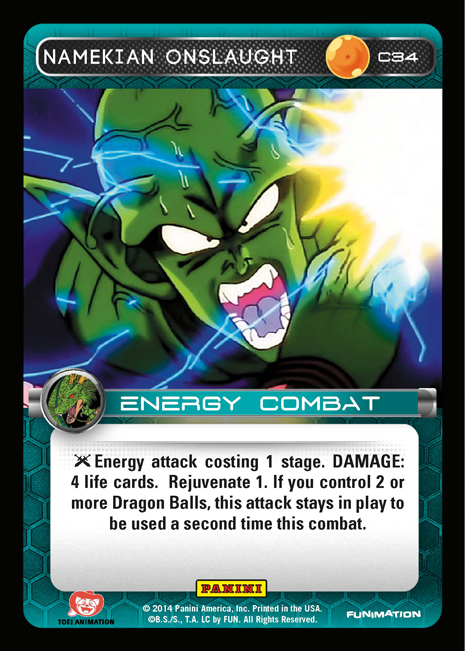 NAMEKIAN ONSLAUGHT C34
ENERGY COMBAT
Energy attack costing 1 stage. DAMAGE:
4 life cards. Rejuvenate 1. If you control 2 or
more Dragon Balls, this attack stays in play to
be used a second time this combat.
PANINI
TOEI ANIMATION
© 2014 Panini America, Inc. Printed in the USA.
©B.S./S., T.A. LC by FUN. All Rights Reserved.
FUNIMATION